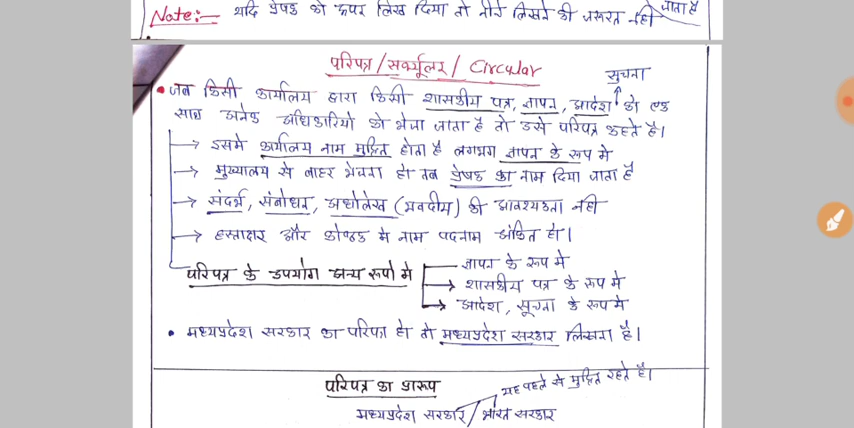 Note:- यदि प्रेषक को ऊपर लिख दिया तो नीचे लिखने की जरूरत नही जाता है
परिपत्र/सर्क्यूलर/ Circular
सूचना
• जब किसी कार्यालय द्वारा किसी शासकीय पत्र, ज्ञापन, आदेश को एक
साथ अनेक अधिकारियो को भेजा जाता है तो उसे परिपत्र कहते है।
→ इसमे कार्यालय नाम मुद्रित होता है लगभग ज्ञापन के रूप मे
→ मुख्यालय से बाहर भेजना हो तब प्रेषक का नाम दिया जाता है
→ संदर्भ, संबोधन, अधोलेख (भवदीय) की आवश्यकता नही
→ हस्ताक्षर और कोष्ठक मे नाम पदनाम अंकित हो।
परिपत्र के उपयोग अन्य रूपो मे
ज्ञापन के रूप मे
→ शासकीय पत्र के रूप मे
→ आदेश, सूचना के रूप मे
• मध्यप्रदेश सरकार का परिपत्र हो तो मध्यप्रदेश सरकार लिखना है।
परिपत्र का प्रारूप
यह पहले से मुद्रित रहते है।
मध्यप्रदेश सरकार/भारत सरकार